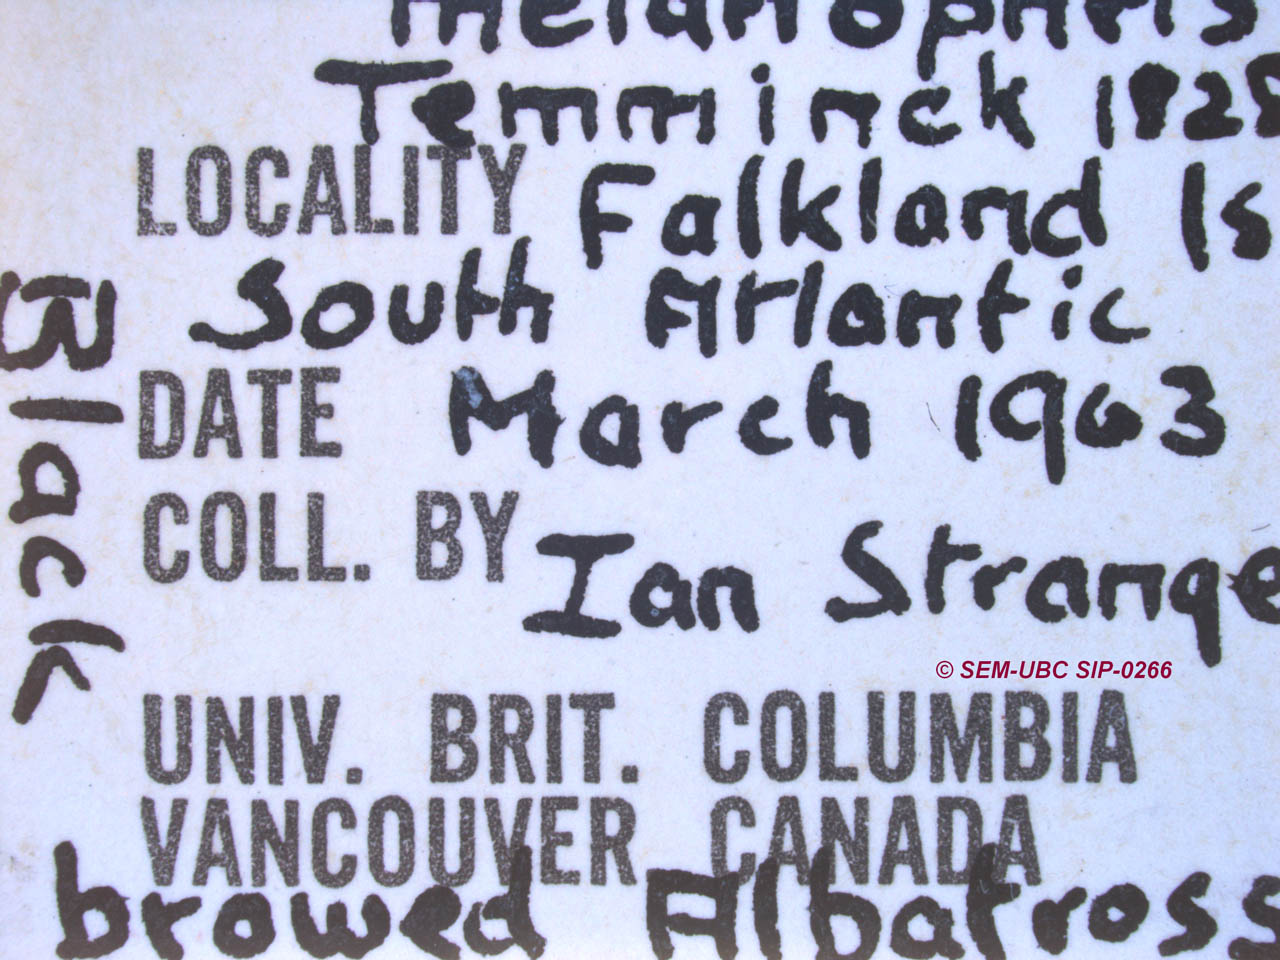 melanophris
Temminck 1828
LOCALITY Falkland Is
South Atlantic
DATE March 1963
COLL. BY Ian Strange
© SEM-UBC SIP-0266
UNIV. BRIT. COLUMBIA
VANCOUVER CANADA
Black
browed Albatross